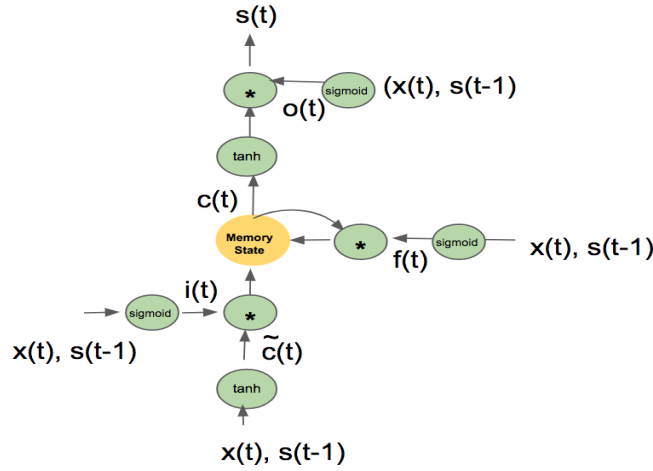 s(t)
* sigmoid (x(t), s(t-1)
o(t)
tanh
c(t)
Memory
State
* sigmoid
f(t) x(t), s(t-1)
i(t)
sigmoid *
x(t), s(t-1) c̃(t)
tanh
x(t), s(t-1)